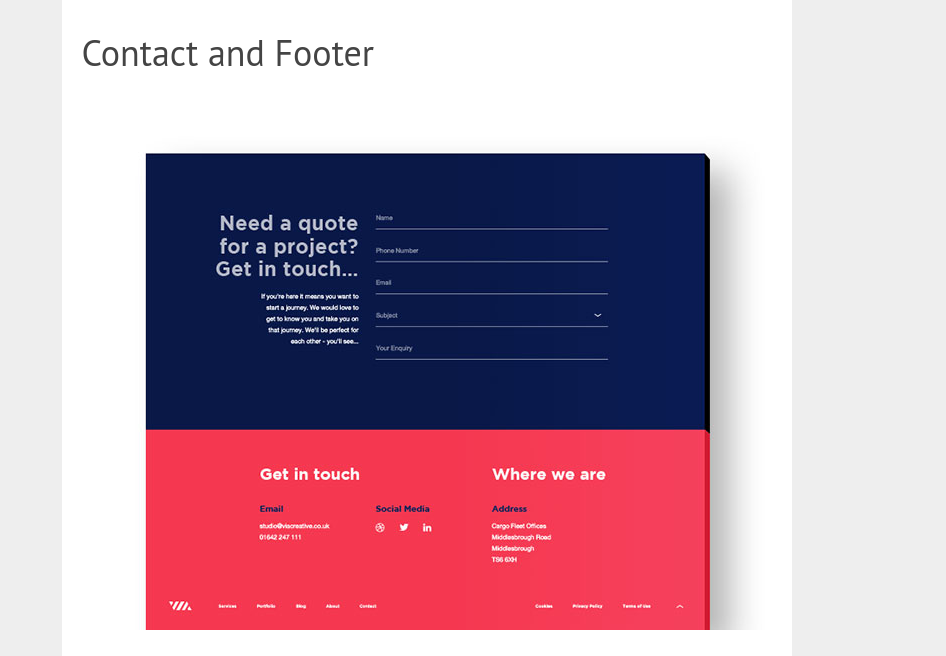 Contact and Footer
Need a quote
for a project?
Get in touch...
If you're here it means you want to
start a journey. We would love to
get to know you and take you on
that journey. We'll be perfect for
each other - you'll see...
Name
Phone Number
Email
Subject
Your Enquiry
Get in touch
Email
studio@viacreative.co.uk
01642 247 111
Social Media
Where we are
Address
Cargo Fleet Offices
Middlesbrough Road
Middlesbrough
TS6 6XH
VIA
Services Portfolio Blog About Contact
Cookies Privacy Policy Terms of Use